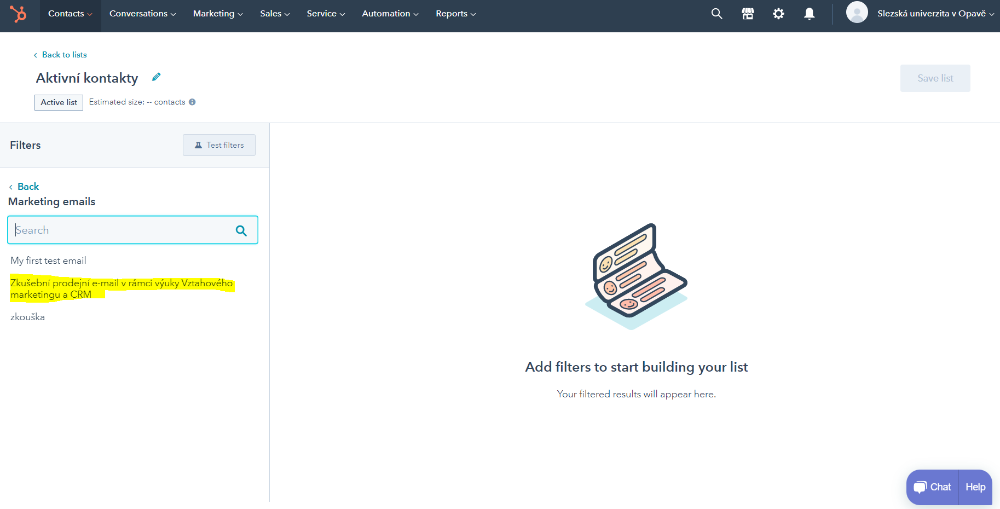 Contacts Conversations Marketing Sales Service Automation Reports Slezská univerzita v Opavě
Back to lists
Aktivní kontakty
Save list
Active list Estimated size: -- contacts
Filters
Test filters
Back
Marketing emails
Search
My first test email
Zkušební prodejní e-mail v rámci výuky Vztahového
marketingu a CRM
zkouška
Add filters to start building your list
Your filtered results will appear here.
Chat Help